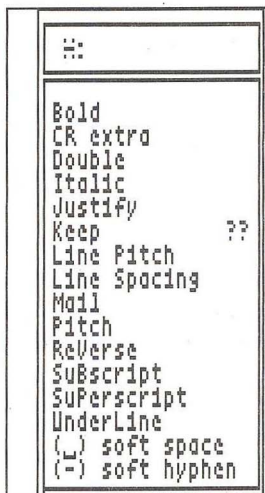 Bold
CR extra
Double
Italic
Justify
Keep ??
Line Pitch
Line Spacing
Mail
Pitch
ReVerse
SuBscript
SuPerscript
UnderLine
(␣) soft space
(-) soft hyphen